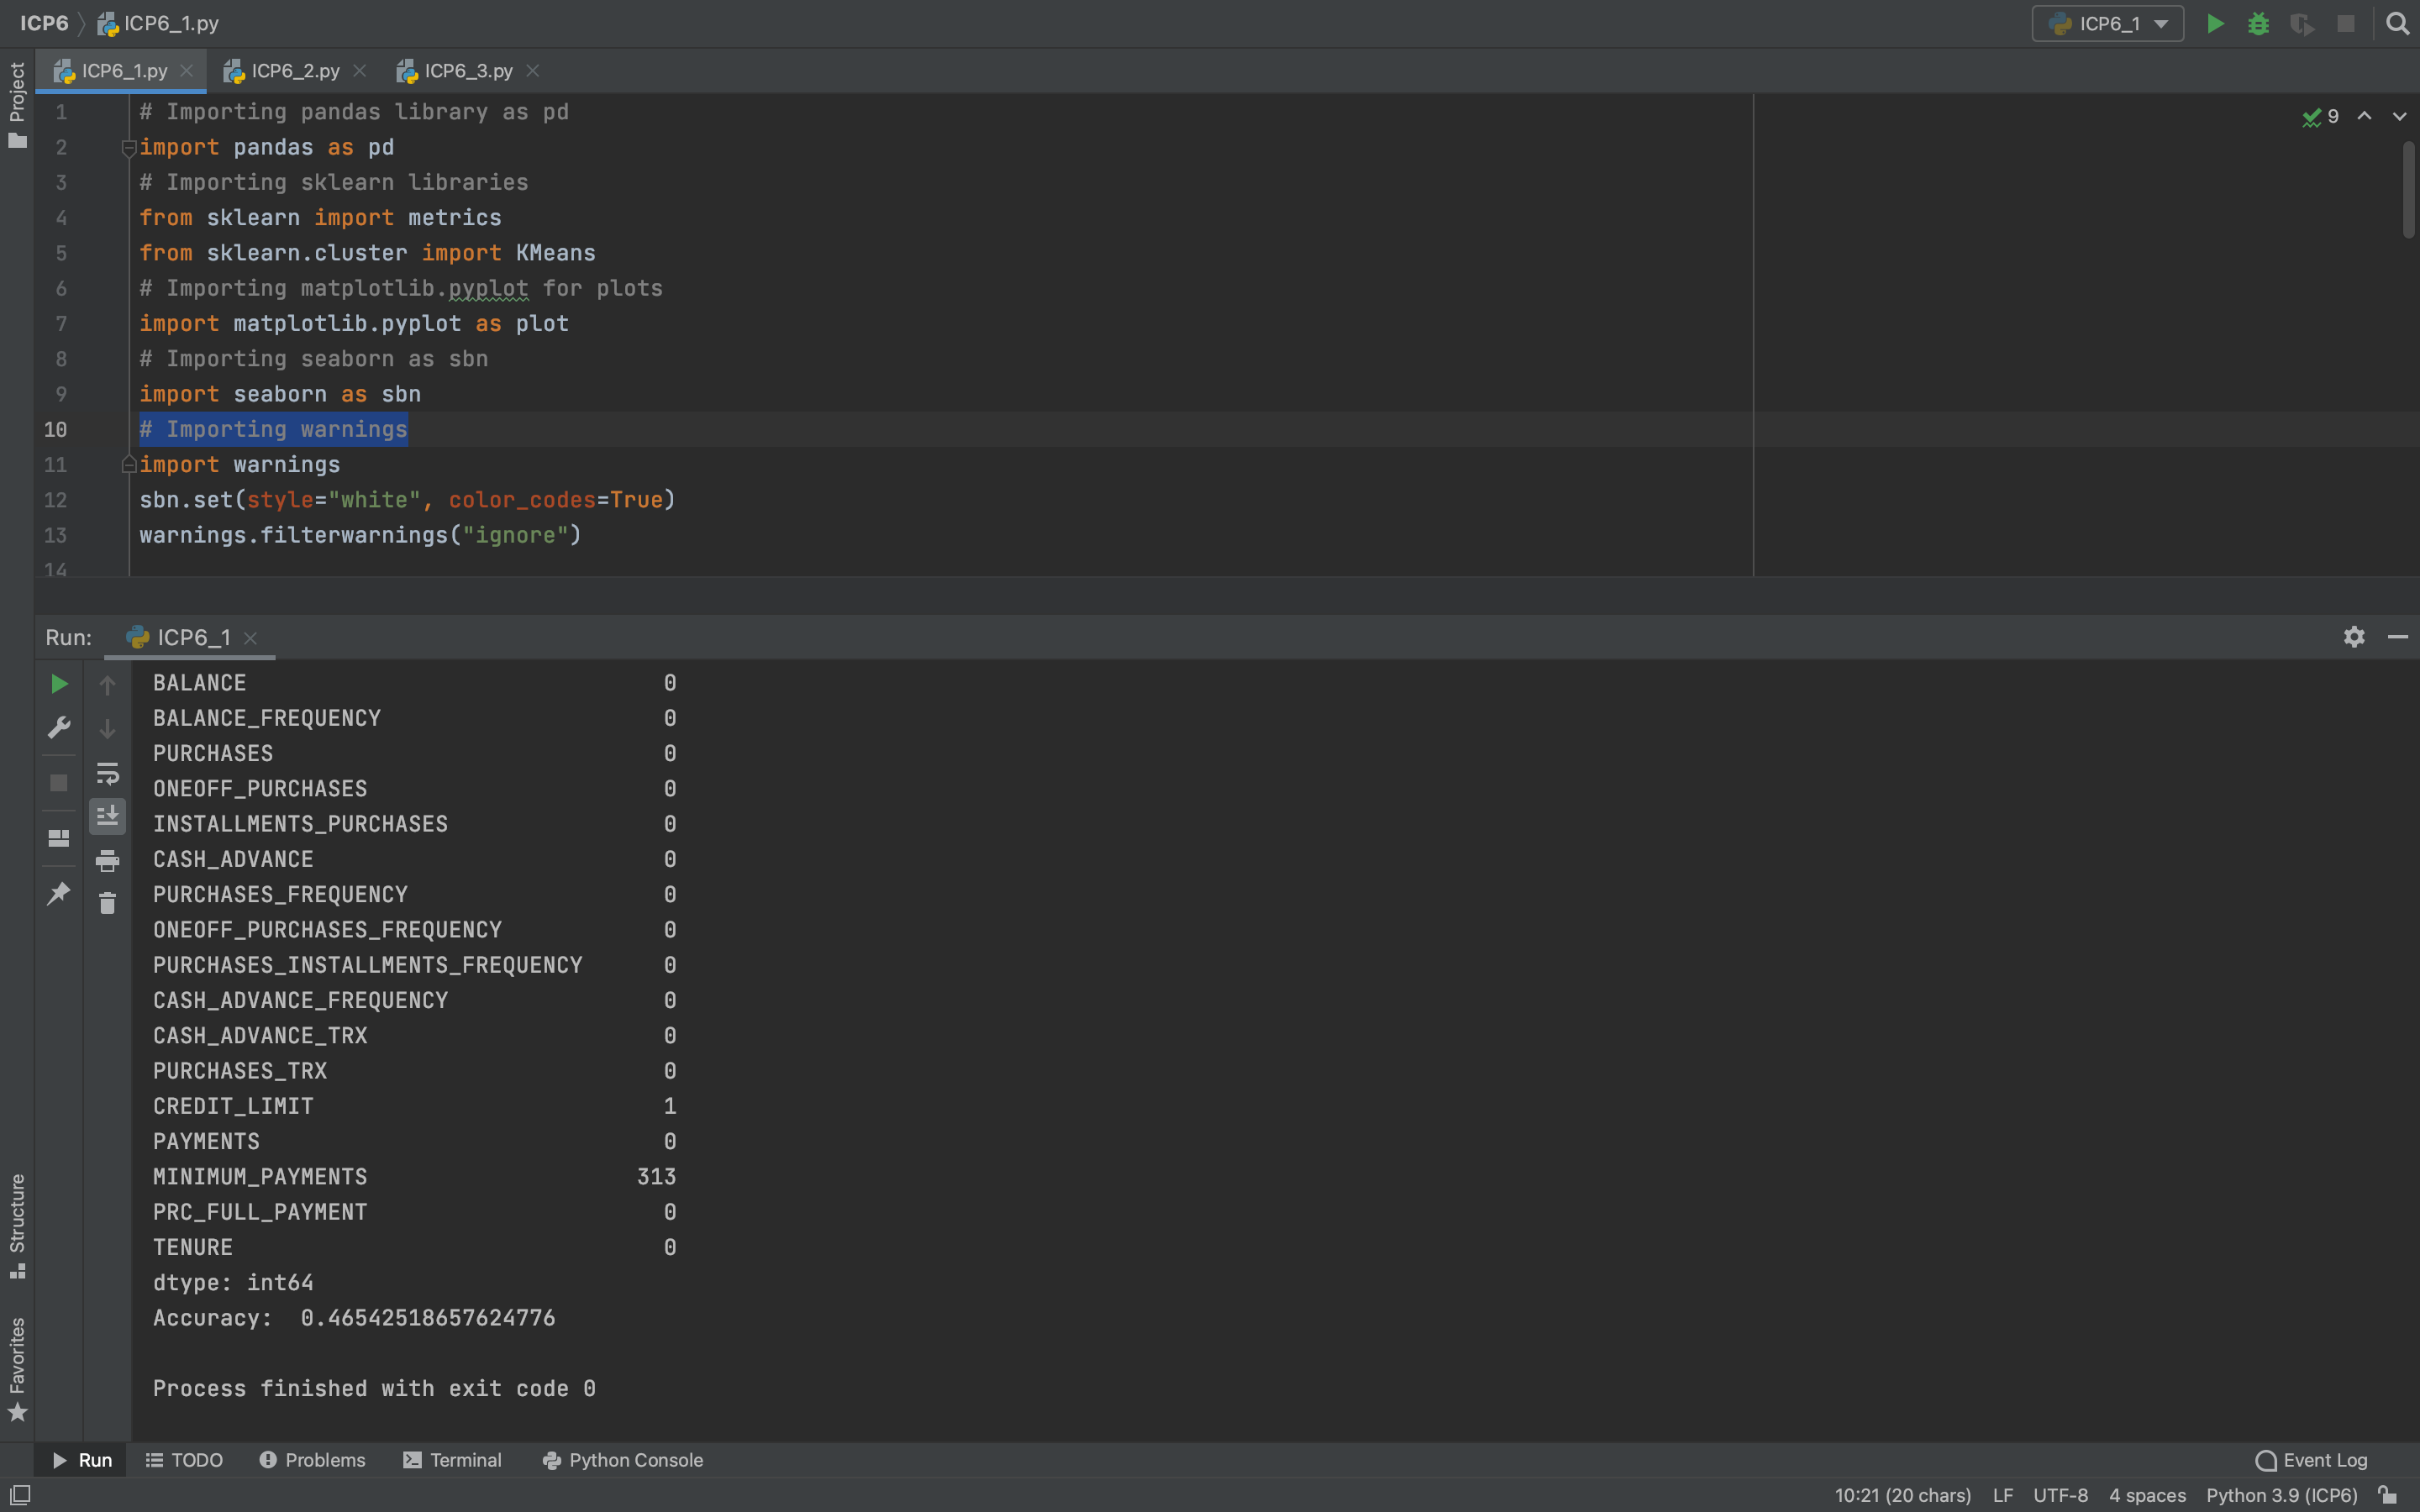 ICP6 ICP6_1.py ICP6_1
Project
ICP6_1.py ICP6_2.py ICP6_3.py
9
1 # Importing pandas library as pd
2 import pandas as pd
3 # Importing sklearn libraries
4 from sklearn import metrics
5 from sklearn.cluster import KMeans
6 # Importing matplotlib.pyplot for plots
7 import matplotlib.pyplot as plot
8 # Importing seaborn as sbn
9 import seaborn as sbn
10 # Importing warnings
11 import warnings
12 sbn.set(style="white", color_codes=True)
13 warnings.filterwarnings("ignore")
14
Run: ICP6_1
BALANCE 0
BALANCE_FREQUENCY 0
PURCHASES 0
ONEOFF_PURCHASES 0
INSTALLMENTS_PURCHASES 0
CASH_ADVANCE 0
PURCHASES_FREQUENCY 0
ONEOFF_PURCHASES_FREQUENCY 0
PURCHASES_INSTALLMENTS_FREQUENCY 0
CASH_ADVANCE_FREQUENCY 0
CASH_ADVANCE_TRX 0
PURCHASES_TRX 0
CREDIT_LIMIT 1
PAYMENTS 0
MINIMUM_PAYMENTS 313
PRC_FULL_PAYMENT 0
TENURE 0
dtype: int64
Accuracy:  0.46542518657624776
Process finished with exit code 0
Structure
Favorites
Run TODO Problems Terminal Python Console Event Log
10:21 (20 chars) LF UTF-8 4 spaces Python 3.9 (ICP6)